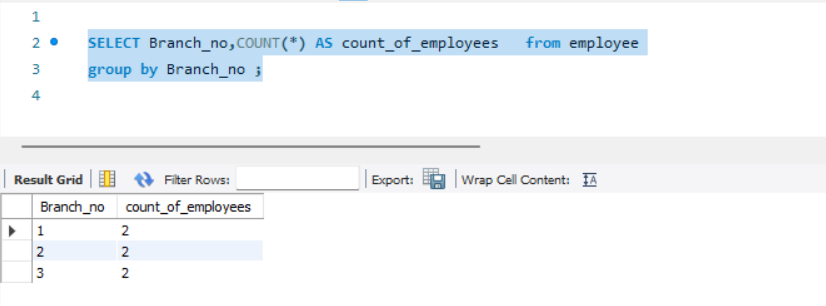 1
2 SELECT Branch_no,COUNT(*) AS count_of_employees from employee
3 group by Branch_no ;
4
Result Grid Filter Rows: Export: Wrap Cell Content: IA
Branch_no count_of_employees
1 2
2 2
3 2